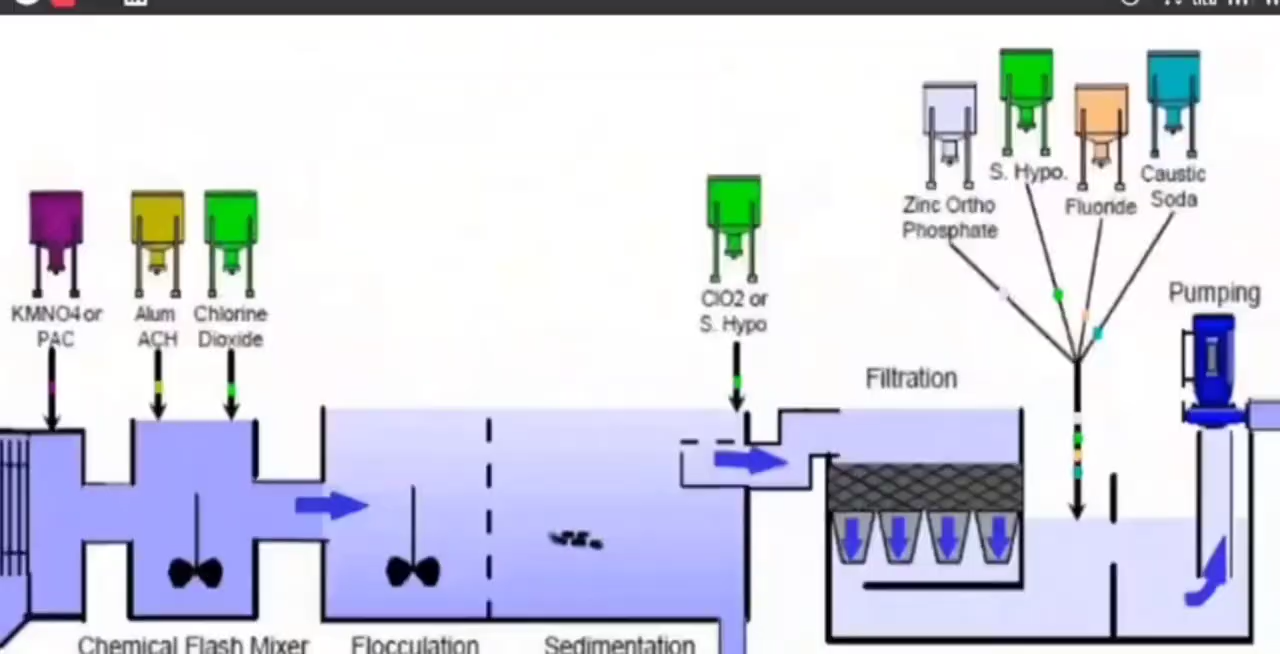 S. Hypo.
Caustic
Soda
Zinc Ortho
Phosphate
Fluoride
Pumping
KMNO4 or
PAC
Alum
ACH
Chlorine
Dioxide
ClO2 or
S. Hypo
Filtration
Chemical Flash Mixer
Flocculation
Sedimentation